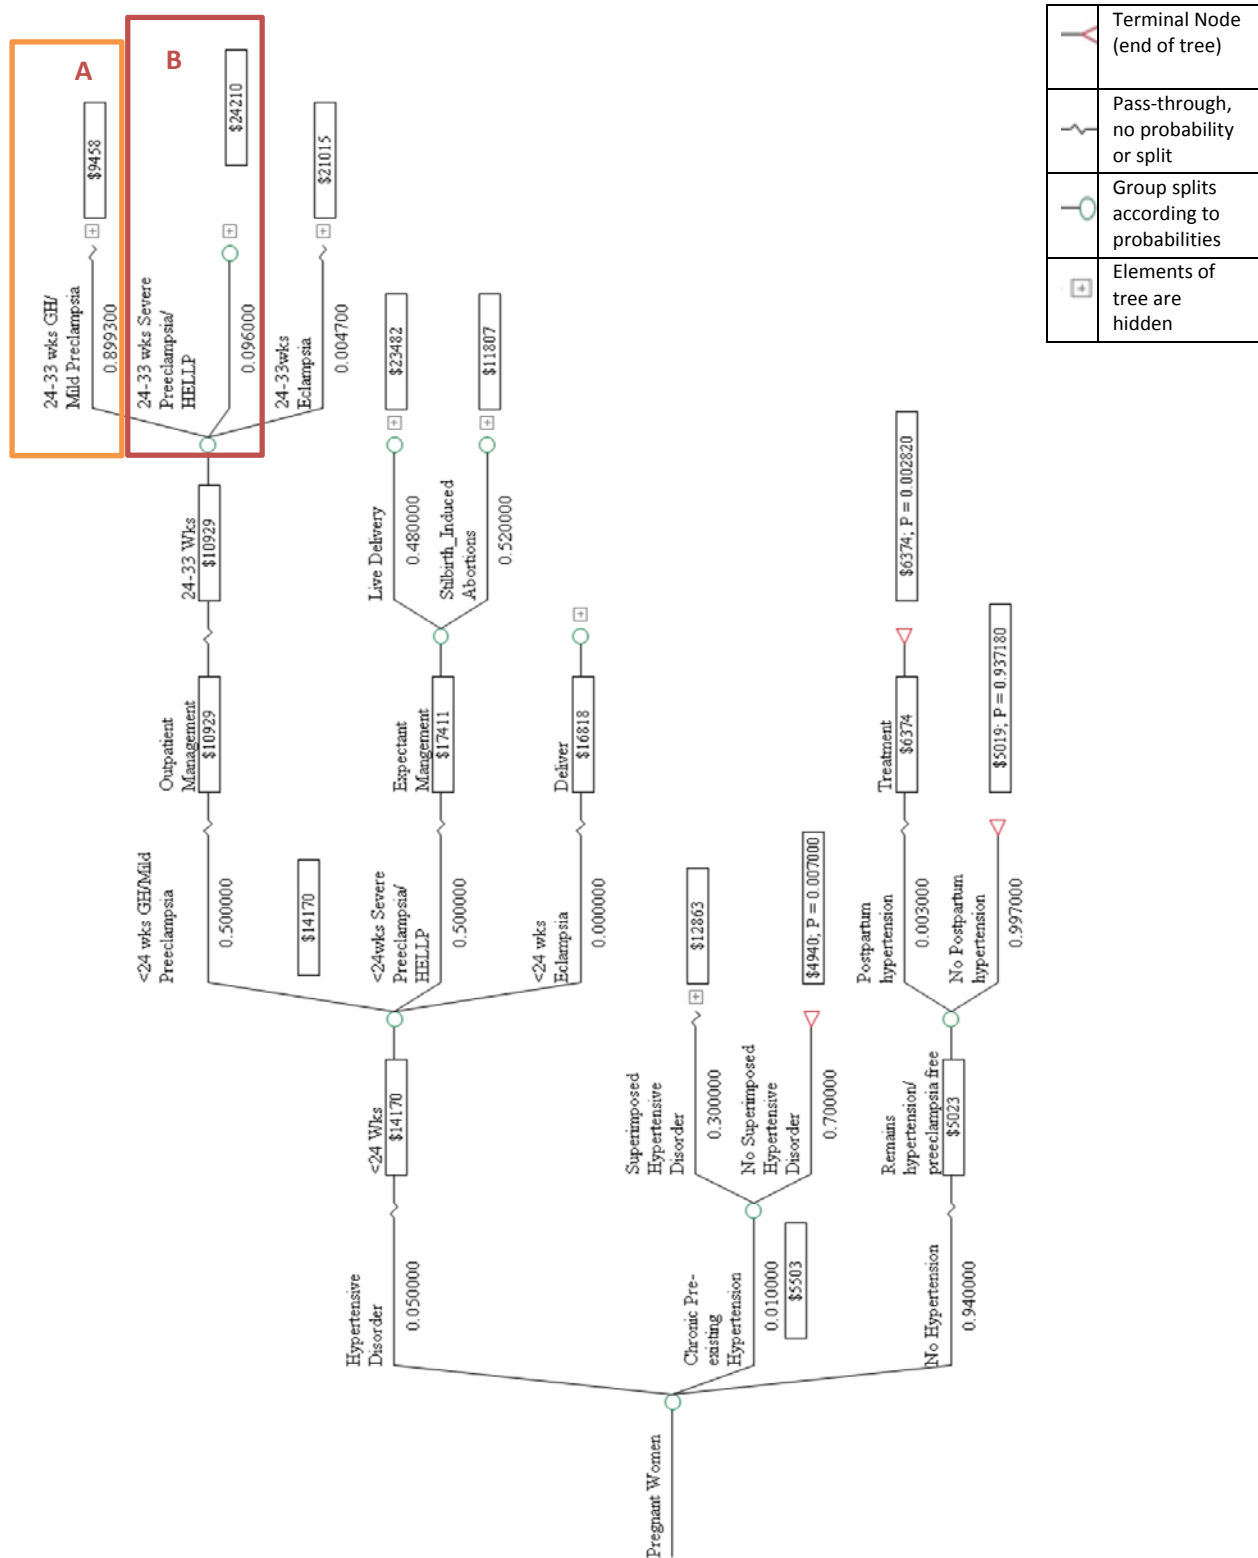 A
B
24-33 wks GH/
Mild Preclampsia
0.899300
$9458
24-33 wks Severe
Preeclampsia/
HELLP
0.096000
$24210
24-33wks
Eclampsia
0.004700
$21015
24-33 Wks
$10929
Outpatient
Management
$10929
<24 wks GH/Mild
Preeclampsia
0.500000
$14170
Live Delivery
0.480000
$23482
Stilbirth_Induced
Abortions
0.520000
$11807
Expectant
Mangement
$17411
<24wks Severe
Preeclampsia/
HELLP
0.500000
Deliver
$16818
<24 wks
Eclampsia
0.000000
<24 Wks
$14170
Hypertensive
Disorder
0.050000
Superimposed
Hypertensive
Disorder
0.300000
$12863
No Superimposed
Hypertensive
Disorder
0.700000
$4940; P = 0.007000
Chronic Pre-
existing
Hypertension
0.010000
$5503
Treatment
$6374
$6374; P = 0.002820
Postpartum
hypertension
0.003000
No Postpartum
hypertension
0.997000
$5019; P = 0.937180
Remains
hypertension/
preeclampsia free
$5023
No Hypertension
0.940000
Pregnant Women
Terminal Node
(end of tree)
Pass-through,
no probability
or split
Group splits
according to
probabilities
Elements of
tree are
hidden